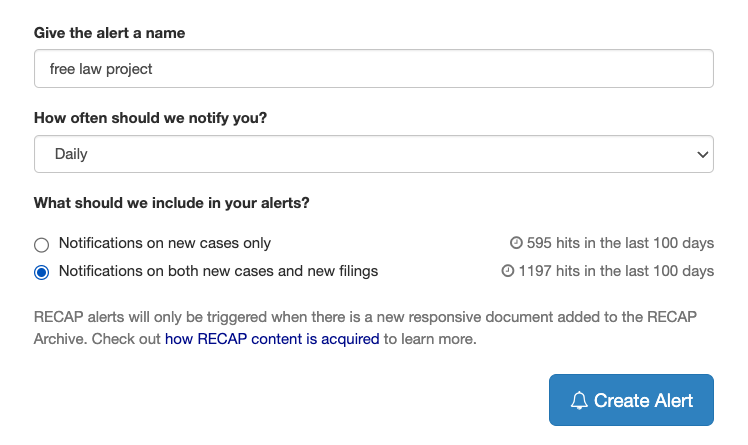 Give the alert a name
free law project
How often should we notify you?
Daily
What should we include in your alerts?
Notifications on new cases only 595 hits in the last 100 days
Notifications on both new cases and new filings 1197 hits in the last 100 days
RECAP alerts will only be triggered when there is a new responsive document added to the RECAP
Archive. Check out how RECAP content is acquired to learn more.
Create Alert